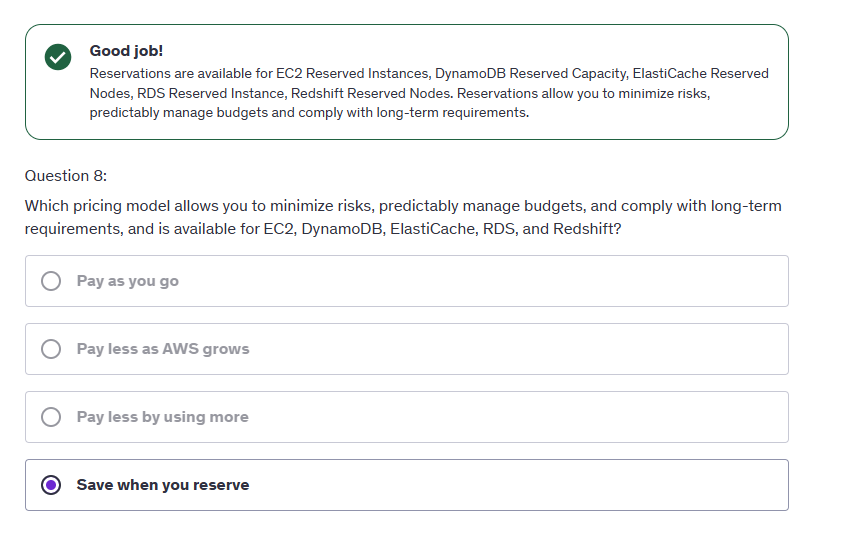 Good job!
Reservations are available for EC2 Reserved Instances, DynamoDB Reserved Capacity, ElastiCache Reserved
Nodes, RDS Reserved Instance, Redshift Reserved Nodes. Reservations allow you to minimize risks,
predictably manage budgets and comply with long-term requirements.
Question 8:
Which pricing model allows you to minimize risks, predictably manage budgets, and comply with long-term
requirements, and is available for EC2, DynamoDB, ElastiCache, RDS, and Redshift?
Pay as you go
Pay less as AWS grows
Pay less by using more
Save when you reserve